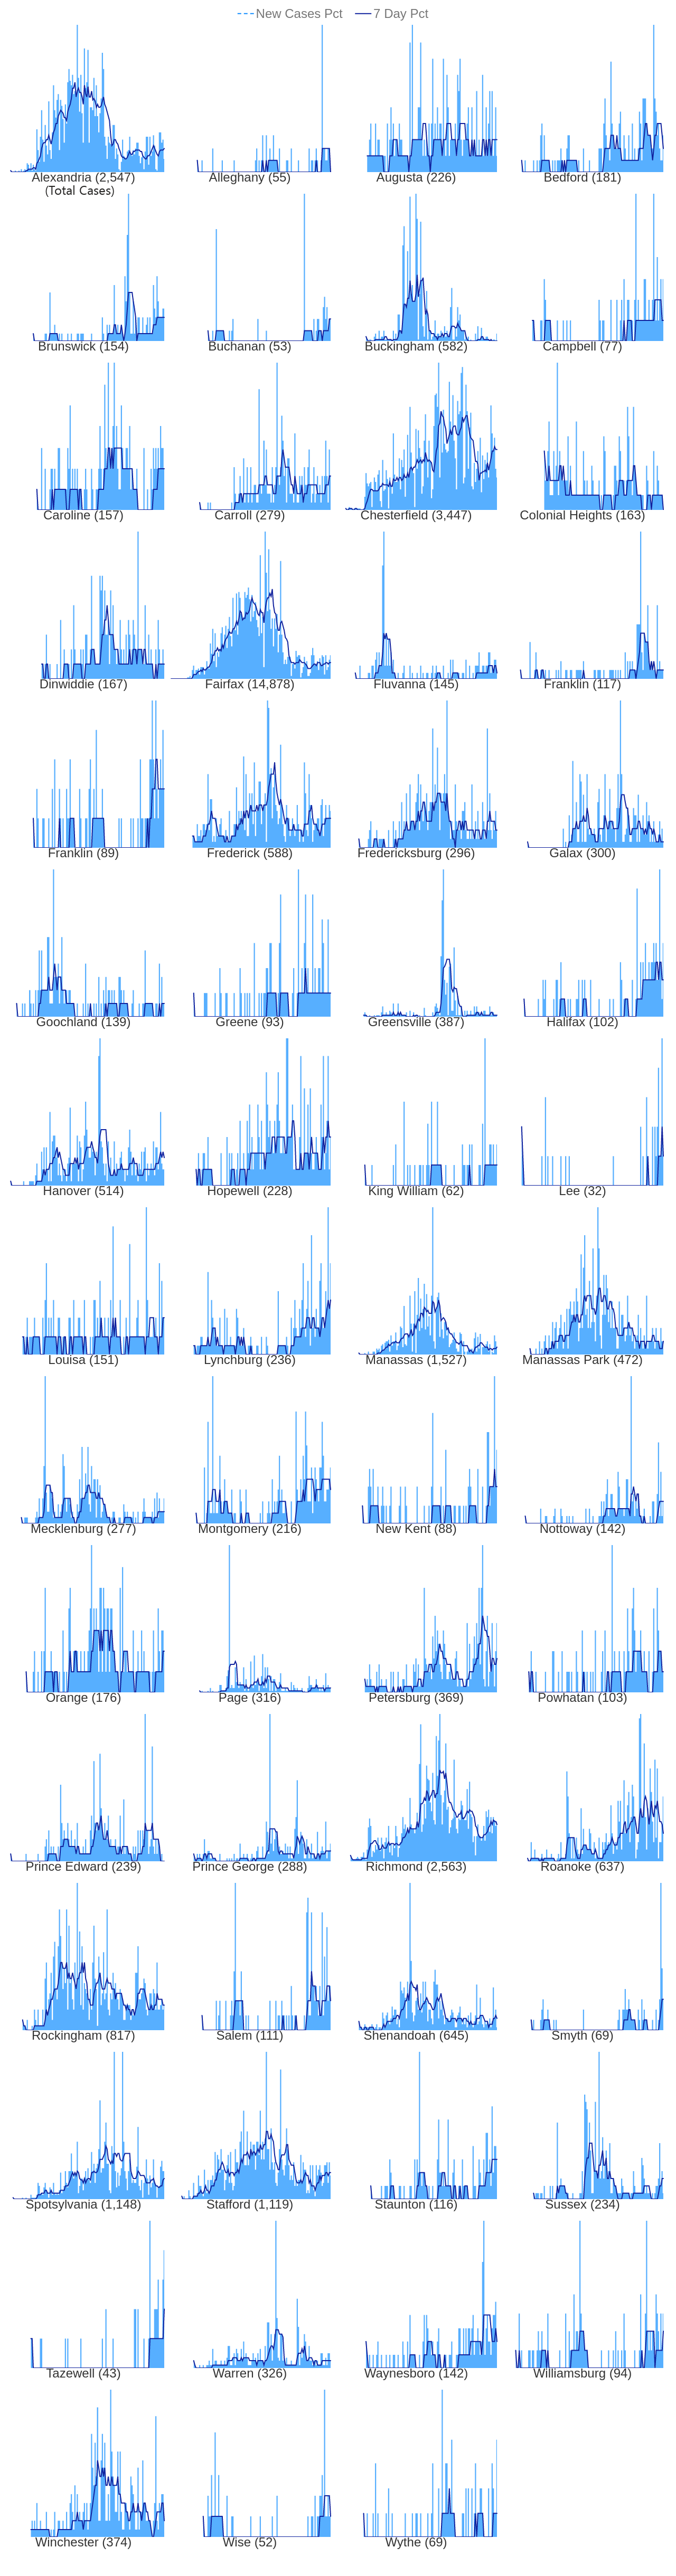 New Cases Pct 7 Day Pct
Alexandria (2,547) Alleghany (55) Augusta (226) Bedford (181)
(Total Cases)
Brunswick (154) Buchanan (53) Buckingham (582) Campbell (77)
Caroline (157) Carroll (279) Chesterfield (3,447) Colonial Heights (163)
Dinwiddie (167) Fairfax (14,878) Fluvanna (145) Franklin (117)
Franklin (89) Frederick (588) Fredericksburg (296) Galax (300)
Goochland (139) Greene (93) Greensville (387) Halifax (102)
Hanover (514) Hopewell (228) King William (62) Lee (32)
Louisa (151) Lynchburg (236) Manassas (1,527) Manassas Park (472)
Mecklenburg (277) Montgomery (216) New Kent (88) Nottoway (142)
Orange (176) Page (316) Petersburg (369) Powhatan (103)
Prince Edward (239) Prince George (288) Richmond (2,563) Roanoke (637)
Rockingham (817) Salem (111) Shenandoah (645) Smyth (69)
Spotsylvania (1,148) Stafford (1,119) Staunton (116) Sussex (234)
Tazewell (43) Warren (326) Waynesboro (142) Williamsburg (94)
Winchester (374) Wise (52) Wythe (69)